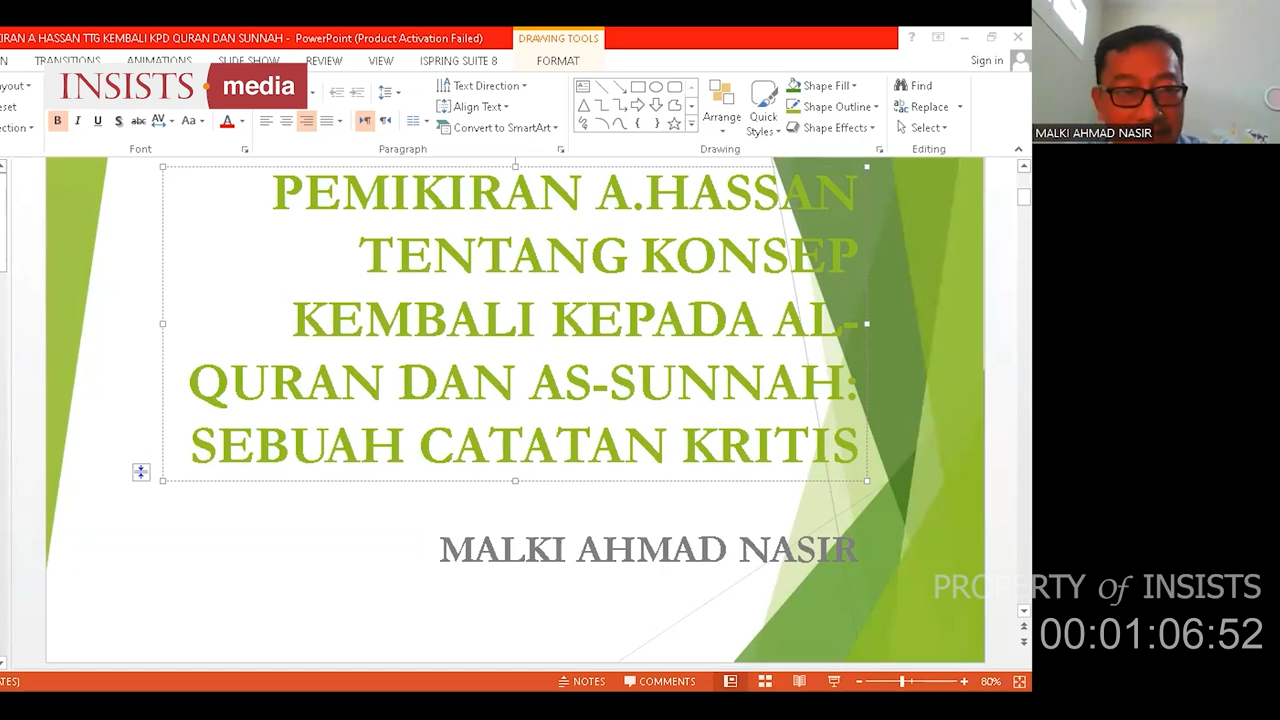 KIRAN A HASSAN TTG KEMBALI KPD QURAN DAN SUNNAH - PowerPoint (Product Activation Failed)
DRAWING TOOLS
?
TRANSITIONS ANIMATIONS SLIDE SHOW REVIEW VIEW ISPRING SUITE 8 FORMAT
Sign in
INSISTS media
Text Direction
Align Text
Convert to SmartArt
B I U S abc AV Aa A
Arrange
Quick Styles
Shape Fill
Shape Outline
Shape Effects
Find
Replace
Select
Font
Paragraph
Drawing
Editing
MALKI AHMAD NASIR
PEMIKIRAN A.HASSAN
TENTANG KONSEP
KEMBALI KEPADA AL-
QURAN DAN AS-SUNNAH:
SEBUAH CATATAN KRITIS
MALKI AHMAD NASIR
PROPERTY of INSISTS
00:01:06:52
NOTES COMMENTS 80%